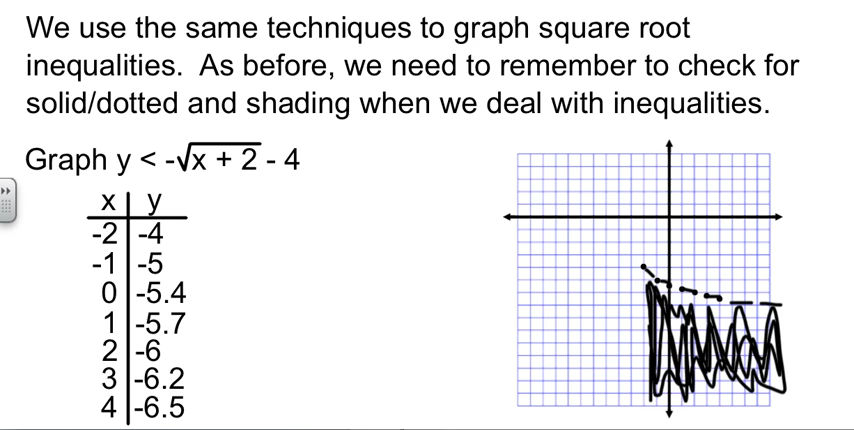 We use the same techniques to graph square root
inequalities.  As before, we need to remember to check for
solid/dotted and shading when we deal with inequalities.
Graph y < -√x + 2 - 4
x y
-2 -4
-1 -5
0 -5.4
1 -5.7
2 -6
3 -6.2
4 -6.5